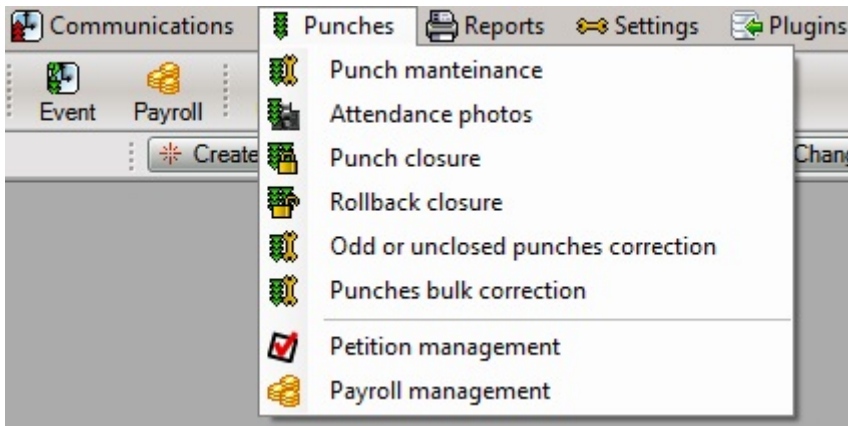 Communications Punches Reports Settings Plugins
Punch manteinance
Event Payroll
Attendance photos
Create
Punch closure
Rollback closure
Odd or unclosed punches correction
Punches bulk correction
Petition management
Payroll management